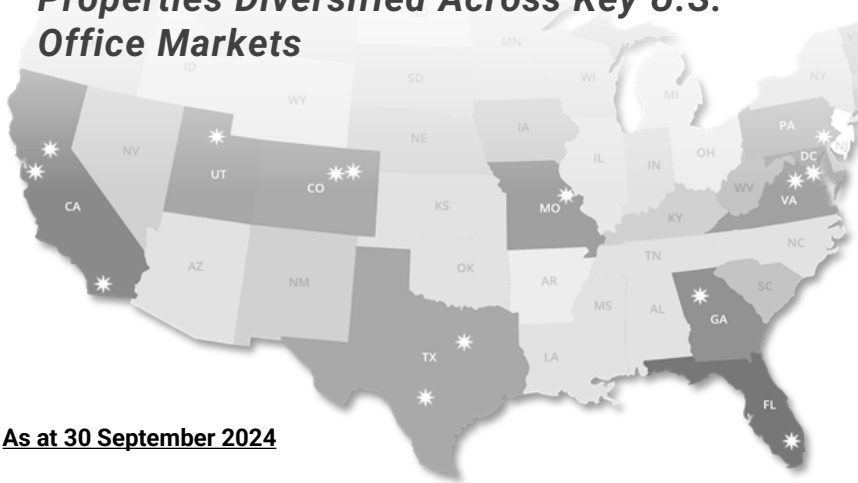 Properties Diversified Across Key U.S.
Office Markets
MN
ID
SD
WI
NY
MI
WY
IA
PA
NE
NV
OH
NJ
IL
IN
DC
UT
CO
WV
VA
CA
KS
MO
KY
NC
TN
AZ
OK
NM
AR
SC
MS
AL
GA
TX
LA
FL
As at 30 September 2024